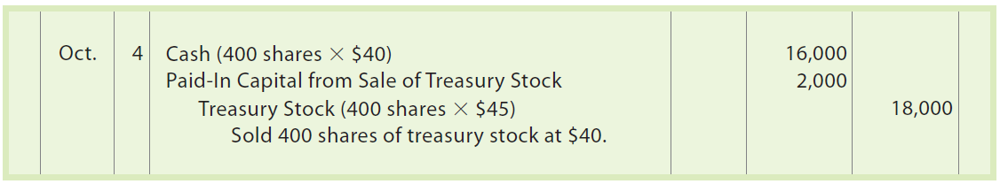 Oct. 4 Cash (400 shares × $40) 16,000
Paid-In Capital from Sale of Treasury Stock 2,000
Treasury Stock (400 shares × $45) 18,000
Sold 400 shares of treasury stock at $40.